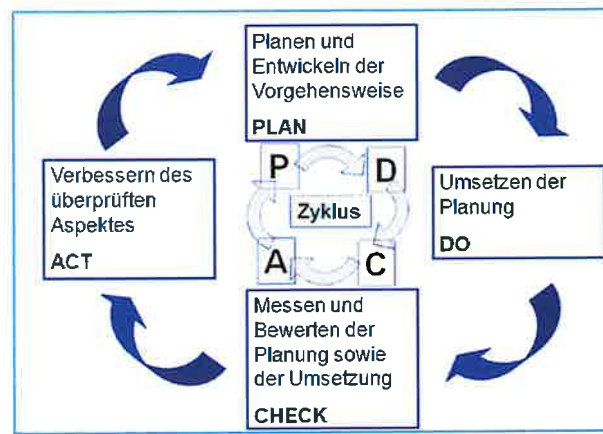 Planen und
Entwickeln der
Vorgehensweise
PLAN
Umsetzen der
Planung
DO
Messen und
Bewerten der
Planung sowie
der Umsetzung
CHECK
Verbessern des
überprüften
Aspektes
ACT
P
D
Zyklus
A
C